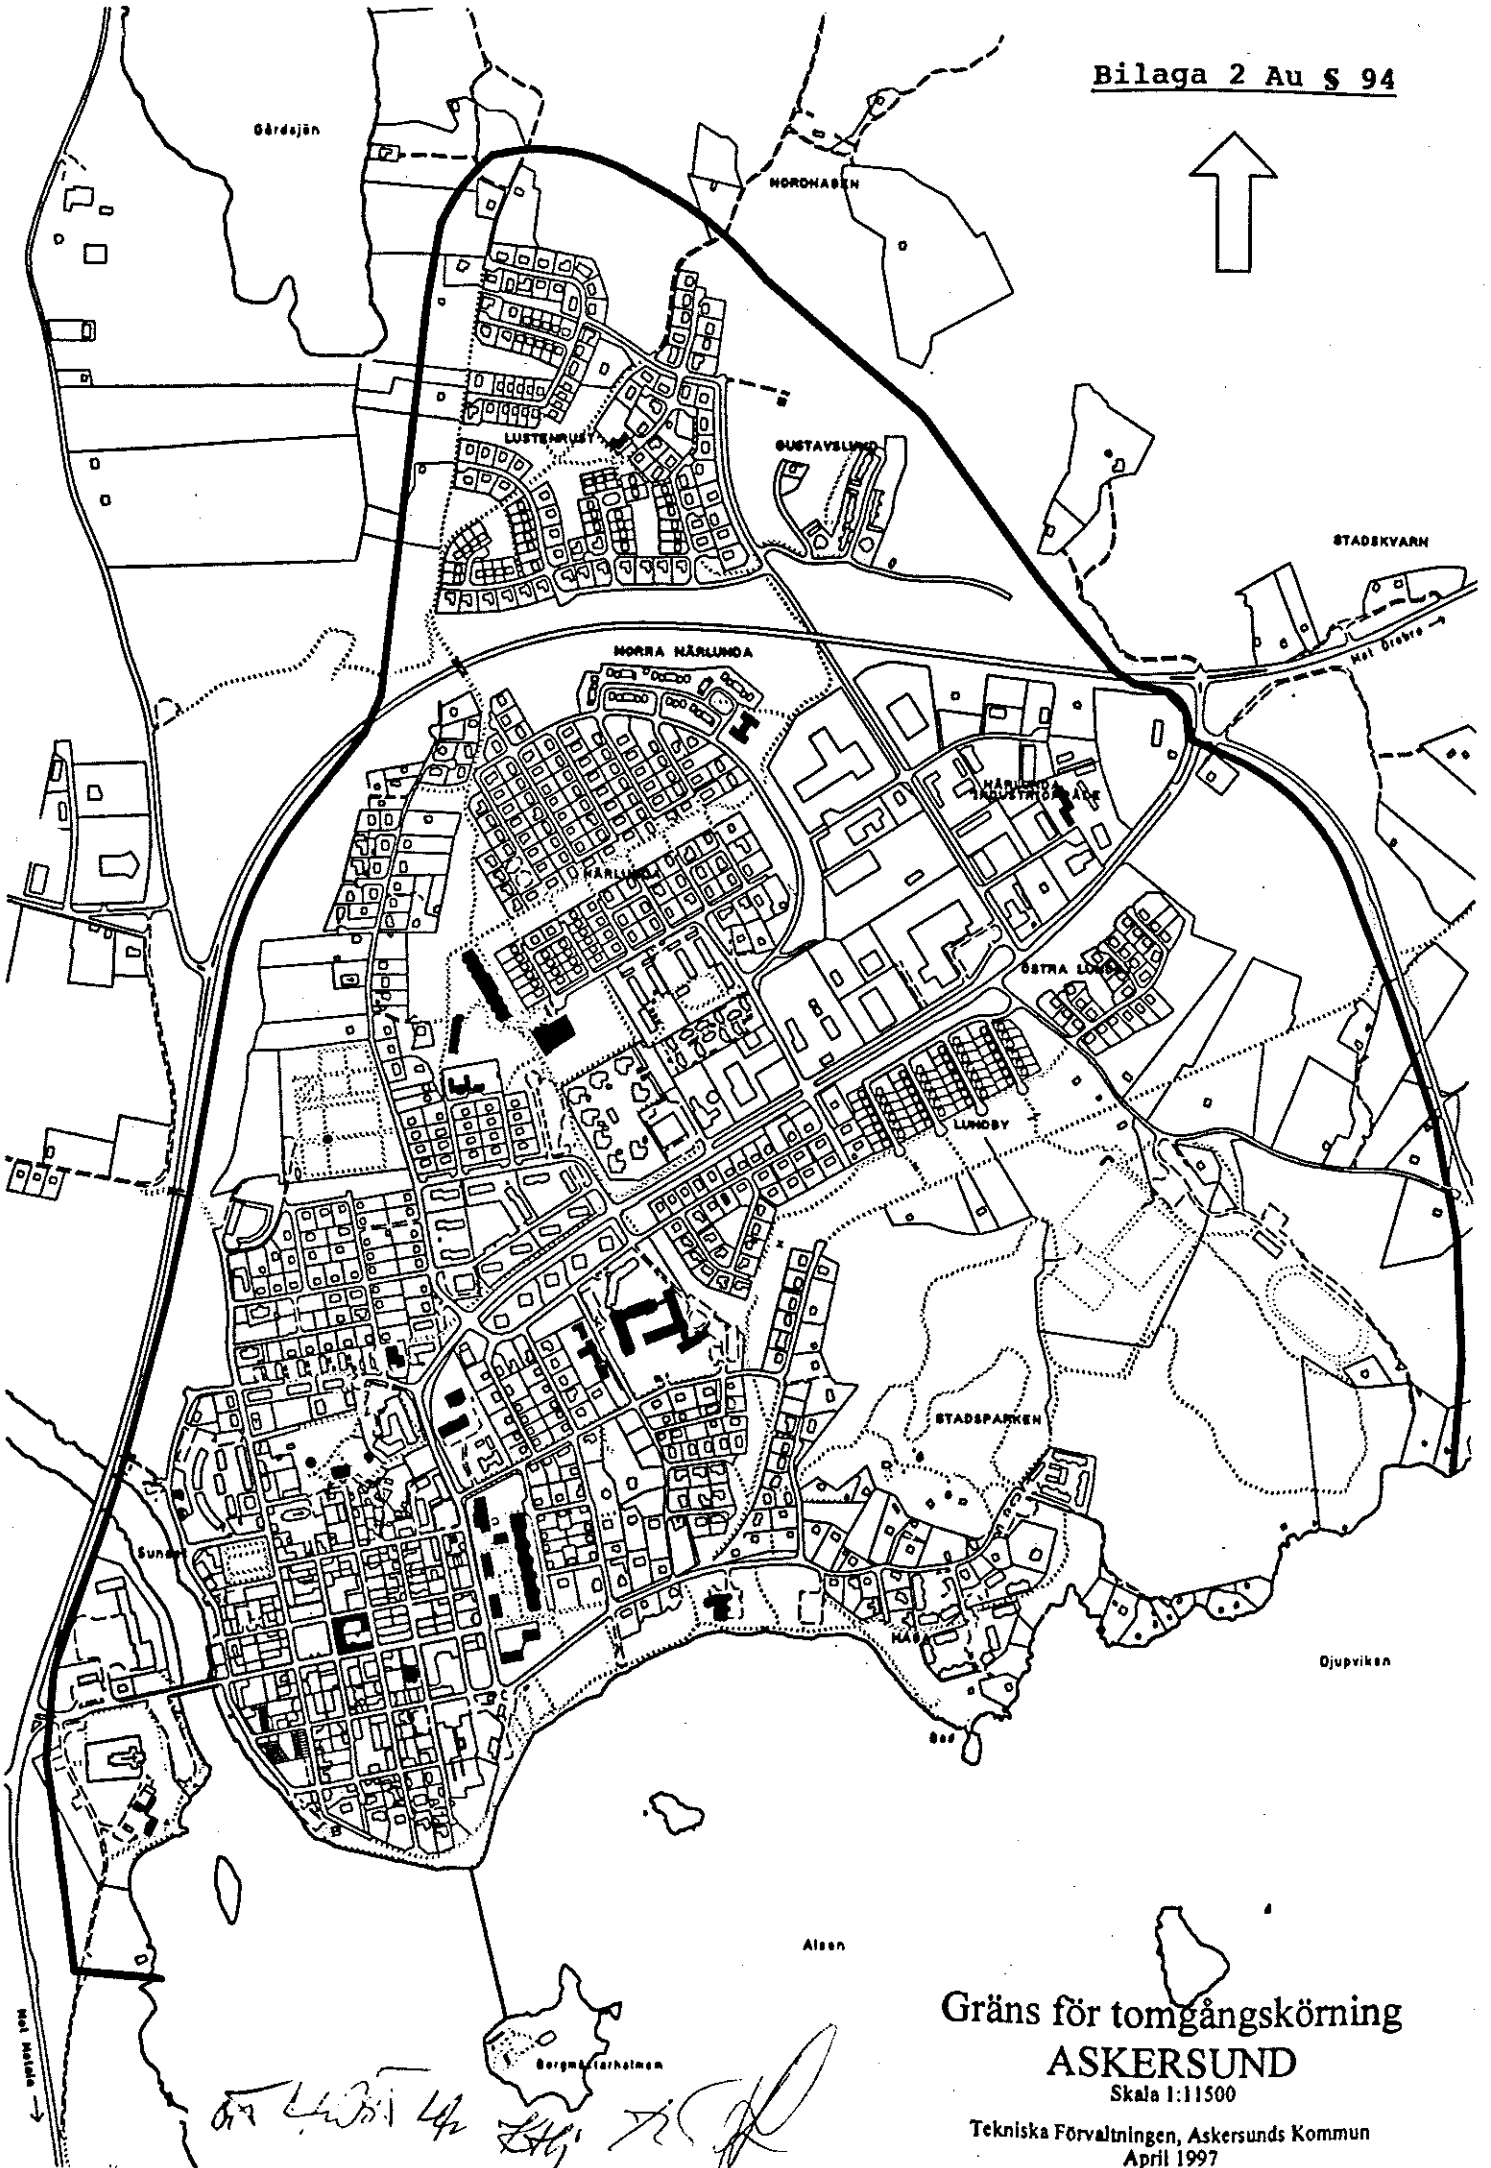 Bilaga 2 Au § 94
Gårdsjön
NORDHAGEN
LUSTENRUST
GUSTAVSLUND
STADSKVARN
Mot Örebro →
NORRA NÄRLUNDA
NÄRLUNDA
INDUSTRIOMRÅDE
NÄRLUNDA
ÖSTRA LUNDBY
LUNDBY
STADSPARKEN
Sundet
Djupviken
Bad
Alsen
Borgmästarholmen
Mot Motala →
Gräns för tomgångskörning
ASKERSUND
Skala 1:11500
Tekniska Förvaltningen, Askersunds Kommun
April 1997